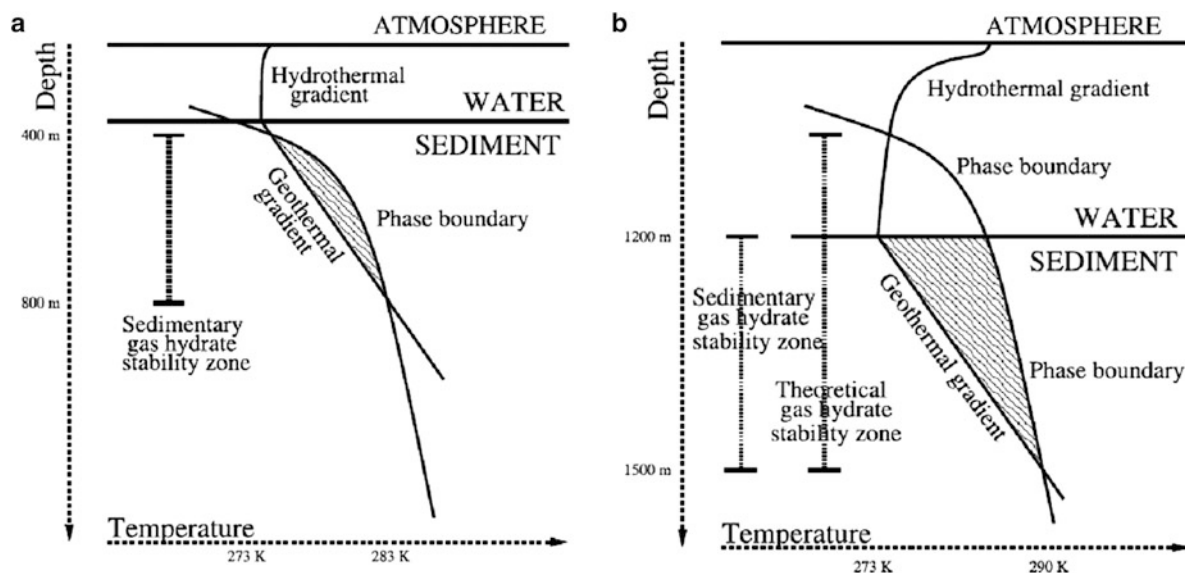 a
ATMOSPHERE
Depth
Hydrothermal
gradient
WATER
400 m
SEDIMENT
Geothermal
gradient
Phase boundary
800 m
Sedimentary
gas hydrate
stability zone
Temperature
273 K
283 K
b
ATMOSPHERE
Depth
Hydrothermal gradient
Phase boundary
WATER
1200 m
SEDIMENT
Sedimentary
gas hydrate
stability zone
Geothermal gradient
Phase boundary
Theoretical
gas hydrate
stability zone
1500 m
Temperature
273 K
290 K